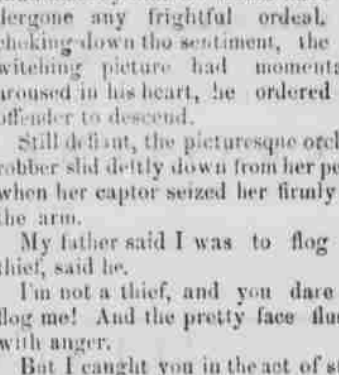 dergone any frightful ordeal,
choking down the sentiment, the
witching picture had momenta
aroused in his heart, he ordered
offender to descend.
Still defiant, the picturesque orch
robber slid deftly down from her pe
when her captor seized her firmly
the arm.
My father said I was to flog
thief, said he.
I'm not a thief, and you dare
flog me! And the pretty face flus
with anger.
But I caught you in the act of st